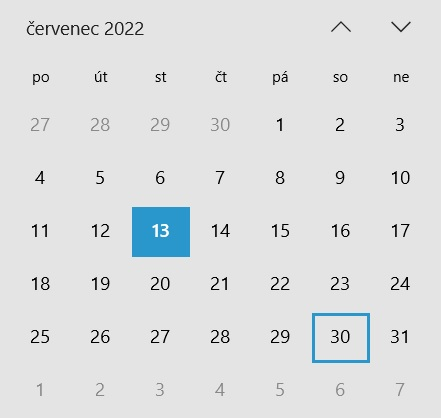 červenec 2022
po út st čt pá so ne
27 28 29 30 1 2 3
4 5 6 7 8 9 10
11 12 13 14 15 16 17
18 19 20 21 22 23 24
25 26 27 28 29 30 31
1 2 3 4 5 6 7